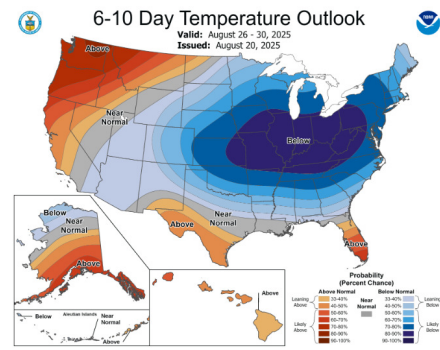 6-10 Day Temperature Outlook
Valid: August 26 - 30, 2025
Issued: August 20, 2025
Above
Near
Normal
Below
Near
Normal
Above
Above
Below
Near
Normal
Above
Below
Aleutian Islands
Near
Normal
Above
Above
Probability
(Percent Chance)
Above Normal
Near
Normal
Below Normal
Leaning
Above
Likely
Above
33-40%
40-50%
50-60%
60-70%
70-80%
80-90%
90-100%
33-40%
40-50%
50-60%
60-70%
70-80%
80-90%
90-100%
Leaning
Below
Likely
Below